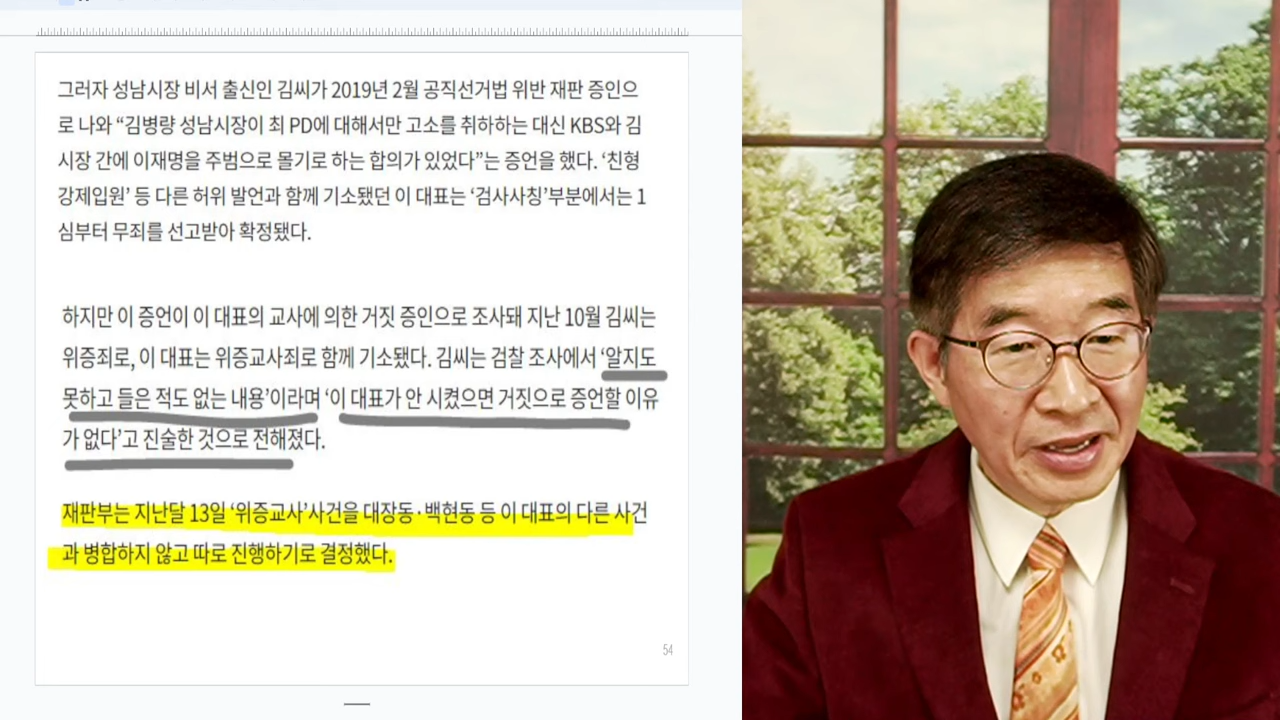 그러자 성남시장 비서 출신인 김씨가 2019년 2월 공직선거법 위반 재판 증인으
로 나와 “김병량 성남시장이 최 PD에 대해서만 고소를 취하하는 대신 KBS와 김
시장 간에 이재명을 주범으로 몰기로 하는 합의가 있었다”는 증언을 했다. ‘친형
강제입원’ 등 다른 허위 발언과 함께 기소됐던 이 대표는 ‘검사사칭’부분에서는 1
심부터 무죄를 선고받아 확정됐다.
하지만 이 증언이 이 대표의 교사에 의한 거짓 증인으로 조사돼 지난 10월 김씨는
위증죄로, 이 대표는 위증교사죄로 함께 기소됐다. 김씨는 검찰 조사에서 ‘알지도
못하고 들은 적도 없는 내용’이라며 ‘이 대표가 안 시켰으면 거짓으로 증언할 이유
가 없다’고 진술한 것으로 전해졌다.
재판부는 지난달 13일 ‘위증교사’사건을 대장동·백현동 등 이 대표의 다른 사건
과 병합하지 않고 따로 진행하기로 결정했다.
54